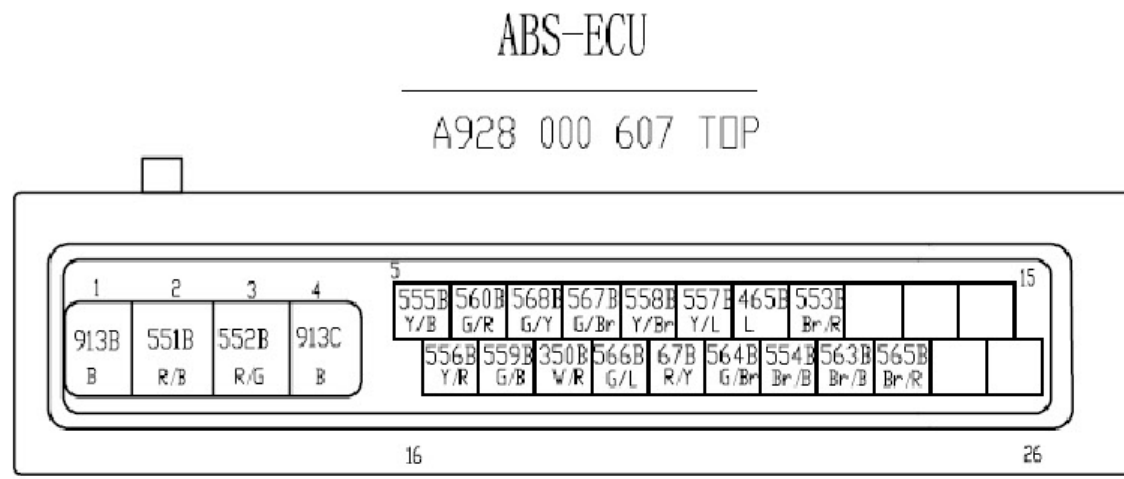 ABS-ECU
A928 000 607 TOP
1 2 3 4 5 15
913B 551B 552B 913C
B R/B R/G B
555B 560B 568B 567B 558B 557B 465B 553B
Y/B G/R G/Y G/Br Y/Br Y/L L Br/R
556B 559B 350B 566B 67B 564B 554B 563B 565B
Y/R G/B W/R G/L R/Y G/Br Br/B Br/B Br/R
16 26